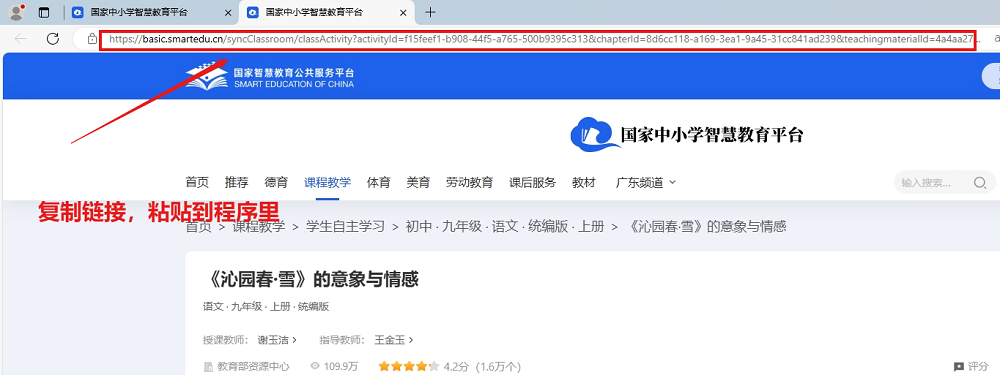 国家中小学智慧教育平台
国家中小学智慧教育平台
https://basic.smartedu.cn/syncClassroom/classActivity?activityId=f15feef1-b908-44f5-a765-500b9395c313&chapterId=8d6cc118-a169-3ea1-9a45-31cc841ad239&teachingmaterialId=4a4aa27...
国家智慧教育公共服务平台
SMART EDUCATION OF CHINA
国家中小学智慧教育平台
首页 推荐 德育 课程教学 体育 美育 劳动教育 课后服务 教材 广东频道
输入搜索...
复制链接，粘贴到程序里
首页 > 课程教学 > 学生自主学习 > 初中 · 九年级 · 语文 · 统编版 · 上册 > 《沁园春·雪》的意象与情感
《沁园春·雪》的意象与情感
语文 · 九年级 · 上册 · 统编版
授课教师： 谢玉洁 > 指导教师： 王金玉 >
教育部资源中心 109.9万 4.2分 (1.6万个) 评分